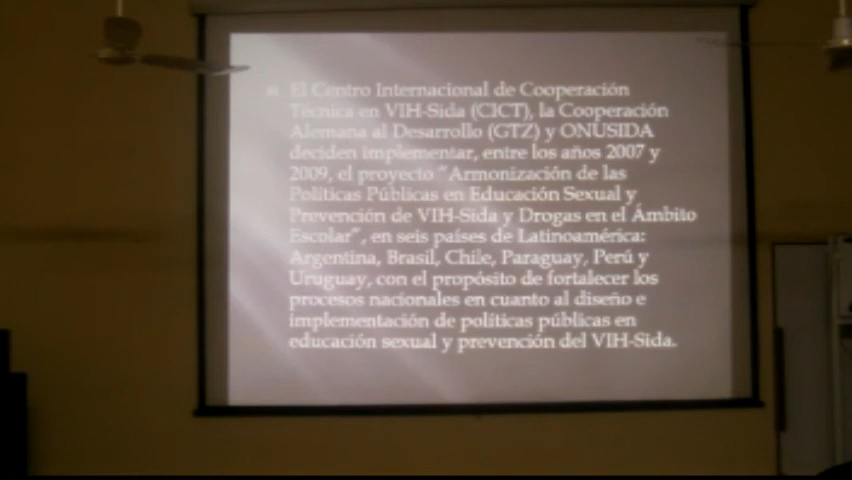 El Centro Internacional de Cooperación
Técnica en VIH-Sida (CICT), la Cooperación
Alemana al Desarrollo (GTZ) y ONUSIDA
deciden implementar, entre los años 2007 y
2009, el proyecto "Armonización de las
Políticas Públicas en Educación Sexual y
Prevención de VIH-Sida y Drogas en el Ámbito
Escolar", en seis países de Latinoamérica:
Argentina, Brasil, Chile, Paraguay, Perú y
Uruguay, con el propósito de fortalecer los
procesos nacionales en cuanto al diseño e
implementación de políticas públicas en
educación sexual y prevención del VIH-Sida.